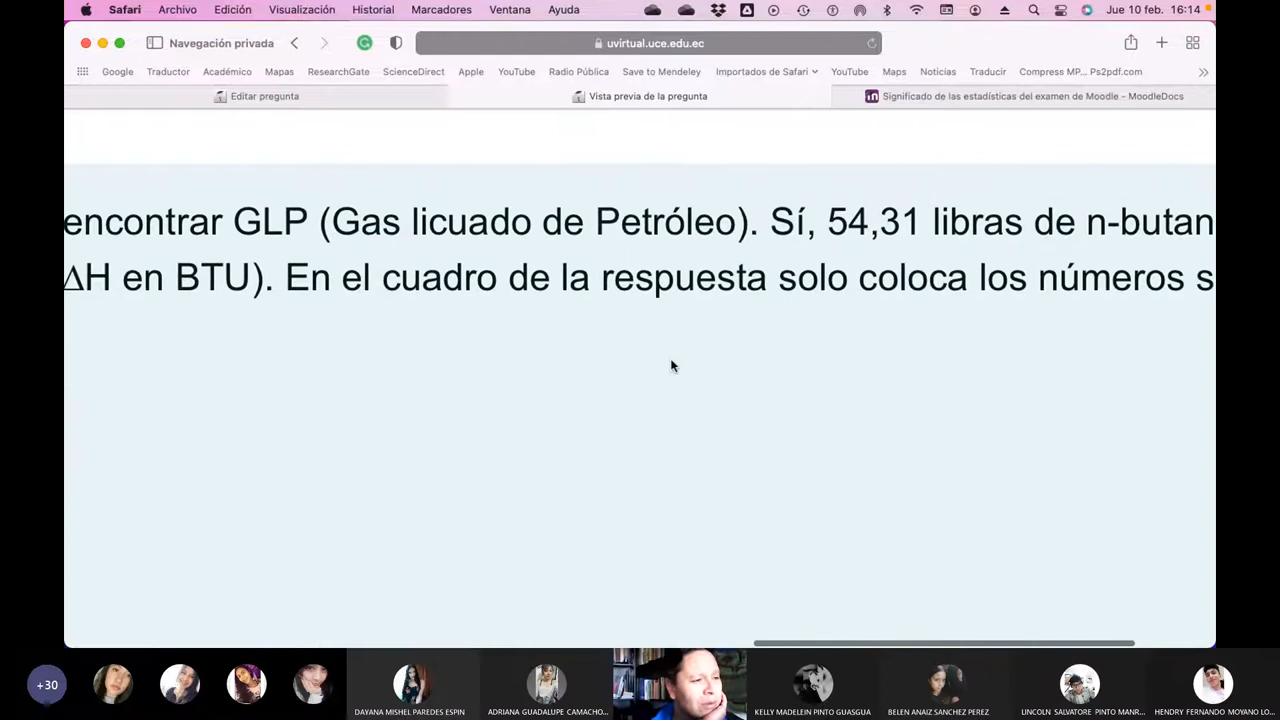 Safari Archivo Edición Visualización Historial Marcadores Ventana Ayuda Jue 10 feb. 16:14
Navegación privada uvirtual.uce.edu.ec
Google Traductor Académico Mapas ResearchGate ScienceDirect Apple YouTube Radio Pública Save to Mendeley Importados de Safari YouTube Maps Noticias Traducir Compress MP... Ps2pdf.com
Editar pregunta Vista previa de la pregunta in Significado de las estadísticas del examen de Moodle - MoodleDocs
encontrar GLP (Gas licuado de Petróleo). Sí, 54,31 libras de n-butan
ΔH en BTU). En el cuadro de la respuesta solo coloca los números s
+30 DAYANA MISHEL PAREDES ESPIN ADRIANA GUADALUPE CAMACHO... KELLY MADELEIN PINTO GUASGUA BELEN ANAIZ SANCHEZ PEREZ LINCOLN SALVATORE PINTO MANR... HENDRY FERNANDO MOYANO LO...